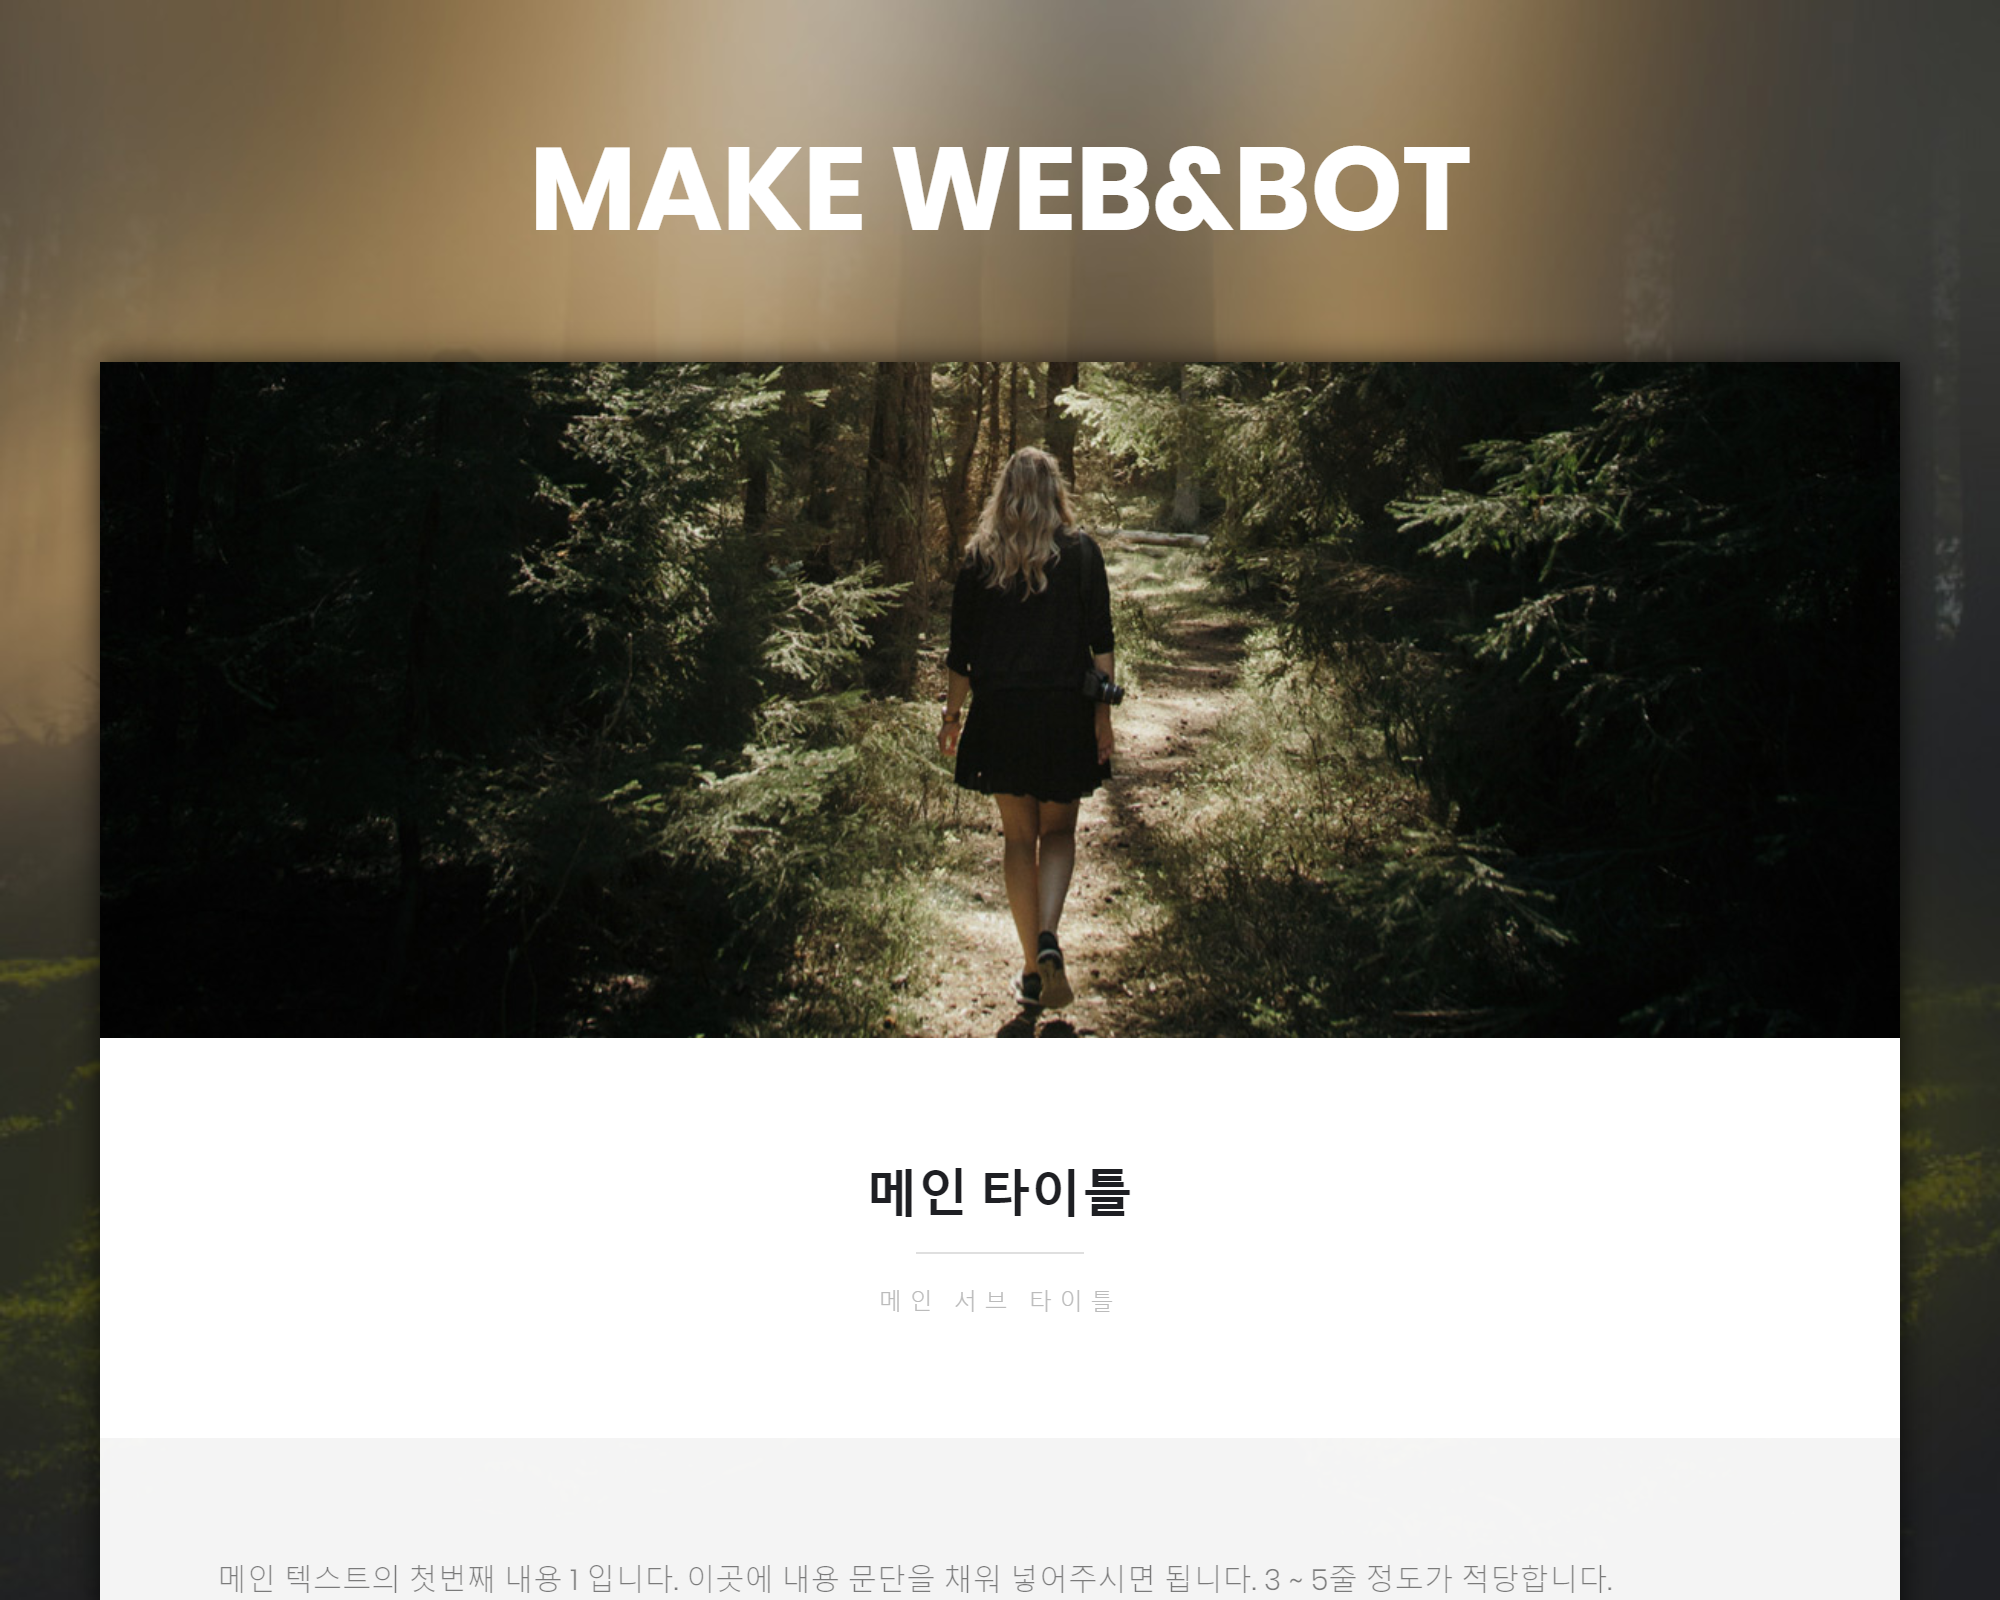 MAKE WEB&BOT
메인 타이틀
메인 서브 타이틀
메인 텍스트의 첫번째 내용 1 입니다. 이곳에 내용 문단을 채워 넣어주시면 됩니다. 3 ~ 5줄 정도가 적당합니다.